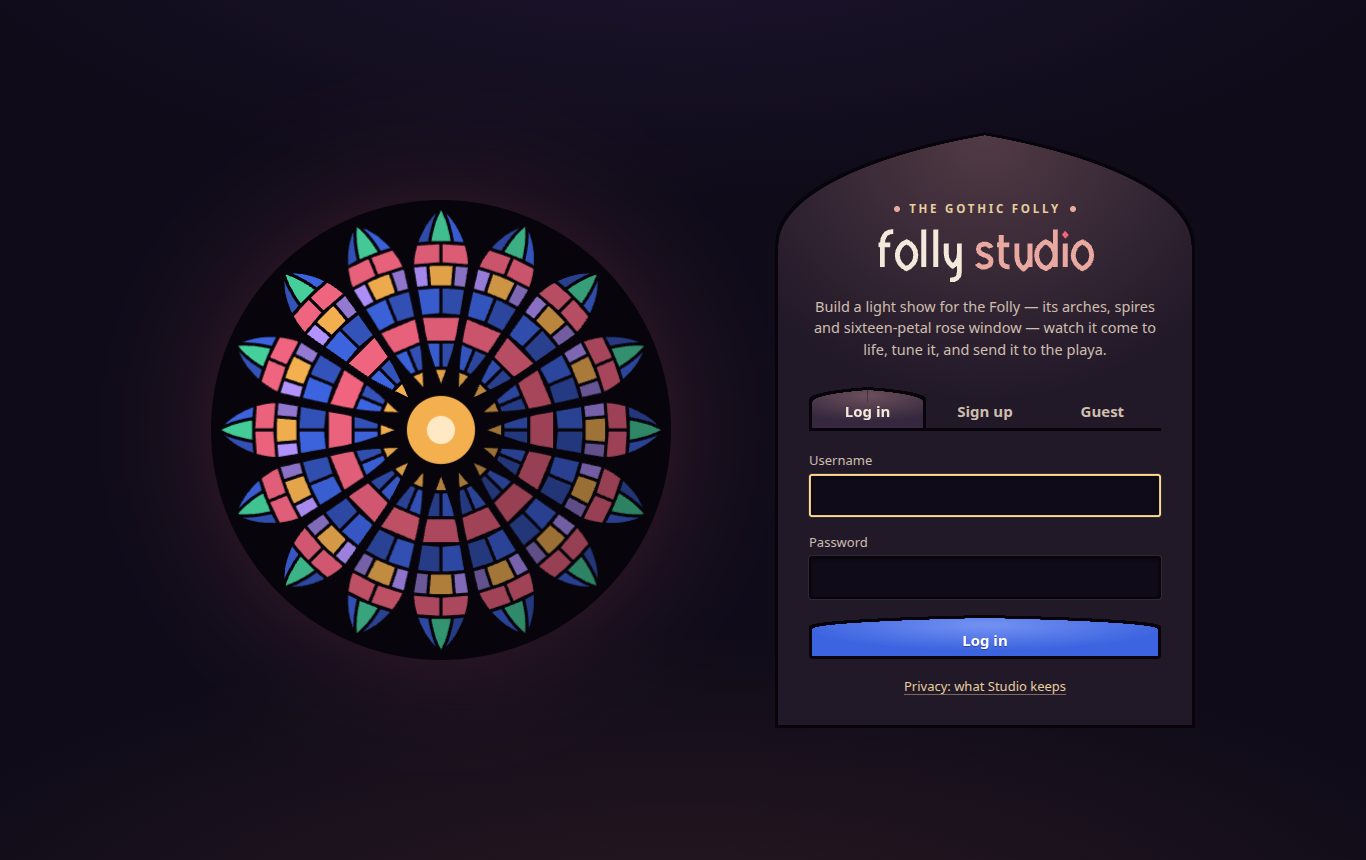 THE GOTHIC FOLLY
folly studio
Build a light show for the Folly — its arches, spires
and sixteen-petal rose window — watch it come to
life, tune it, and send it to the playa.
Log in
Sign up
Guest
Username
Password
Log in
Privacy: what Studio keeps